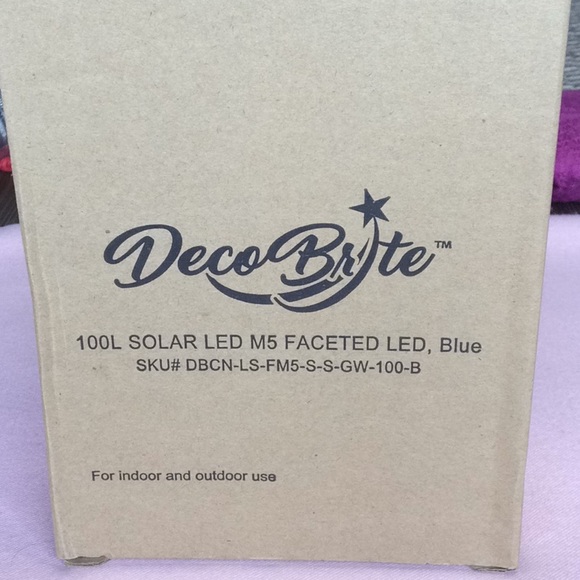 DecoBrite™
100L SOLAR LED M5 FACETED LED, Blue
SKU# DBCN-LS-FM5-S-S-GW-100-B
For indoor and outdoor use